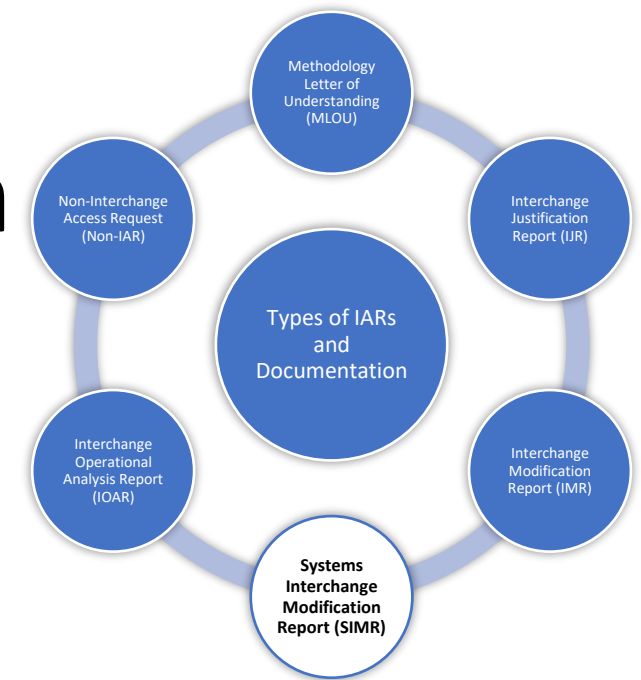 Methodology
Letter of
Understanding
(MLOU)
Non-Interchange
Access Request
(Non-IAR)
Interchange
Justification
Report (IJR)
Types of IARs
and
Documentation
Interchange
Operational
Analysis Report
(IOAR)
Interchange
Modification
Report (IMR)
Systems
Interchange
Modification
Report (SIMR)